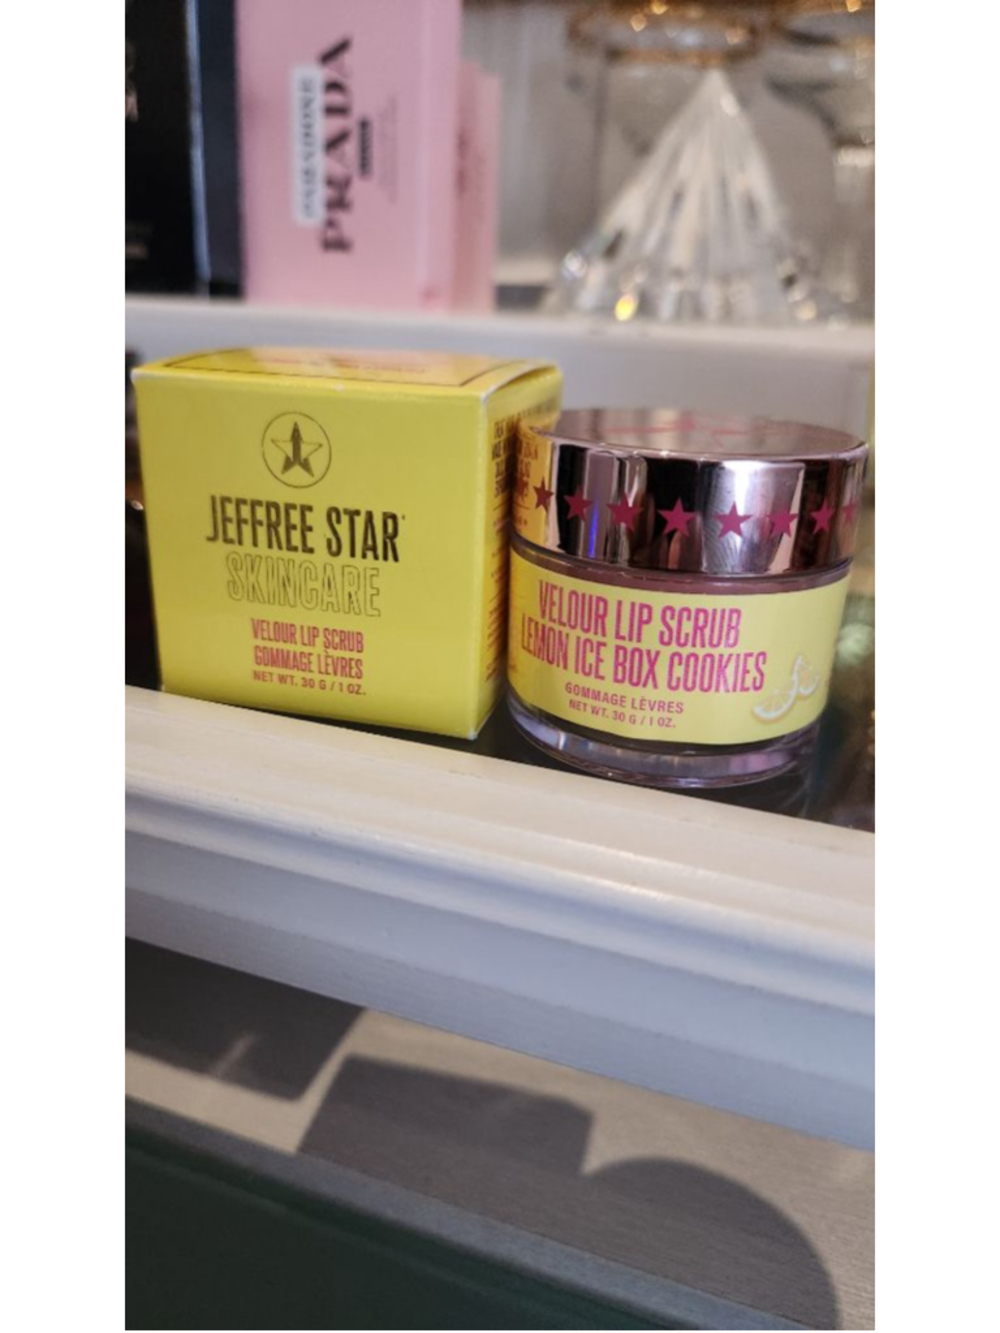 PARADOXE
PRADA
JEFFREE STAR
SKINCARE
VELOUR LIP SCRUB
GOMMAGE LÈVRES
NET WT. 30 G / 1 OZ.
VELOUR LIP SCRUB
LEMON ICE BOX COOKIES
GOMMAGE LÈVRES
NET WT. 30 G / 1 OZ.